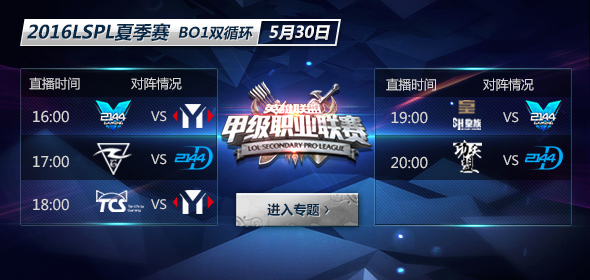 2016LSPL夏季赛 BO1双循环 5月30日
直播时间 对阵情况
16:00 2144 GAMING VS YM
17:00 VS 2144 D
18:00 TCS VS YM
英雄联盟
甲级职业联赛
LOL SECONDARY PRO LEAGUE
进入专题 >
直播时间 对阵情况
19:00 皇族 VS 2144 GAMING
20:00 VS 2144 D